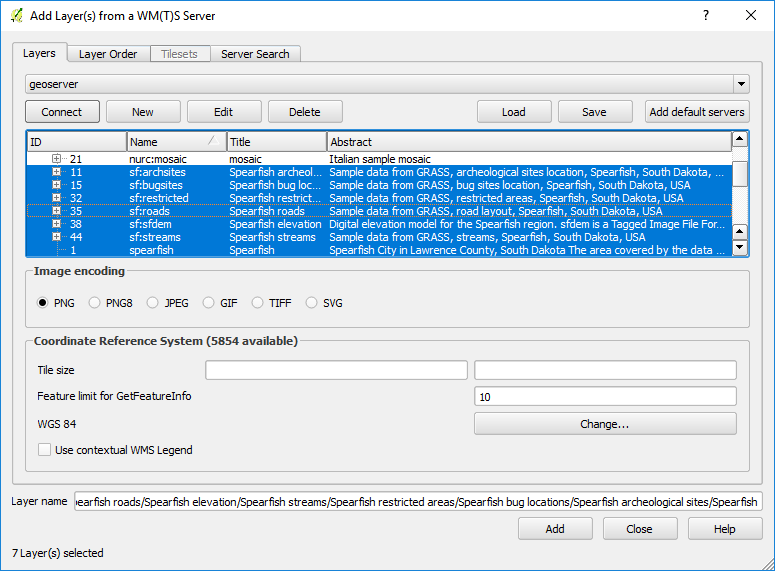 Add Layer(s) from a WM(T)S Server
Layers Layer Order Tilesets Server Search
geoserver
Connect New Edit Delete Load Save Add default servers
ID Name Title Abstract
21 nurc:mosaic mosaic Italian sample mosaic
11 sf:archsites Spearfish archeol... Sample data from GRASS, archeological sites location, Spearfish, South Dakota, ...
15 sf:bugsites Spearfish bug loc... Sample data from GRASS, bug sites location, Spearfish, South Dakota, USA
32 sf:restricted Spearfish restrict... Sample data from GRASS, restricted areas, Spearfish, South Dakota, USA
35 sf:roads Spearfish roads Sample data from GRASS, road layout, Spearfish, South Dakota, USA
38 sf:sfdem Spearfish elevation Digital elevation model for the Spearfish region. sfdem is a Tagged Image File For...
44 sf:streams Spearfish streams Sample data from GRASS, streams, Spearfish, South Dakota, USA
1 spearfish Spearfish Spearfish City in Lawrence County, South Dakota The area covered by the data ...
Image encoding
PNG PNG8 JPEG GIF TIFF SVG
Coordinate Reference System (5854 available)
Tile size
Feature limit for GetFeatureInfo 10
WGS 84 Change...
Use contextual WMS Legend
Layer name pearfish roads/Spearfish elevation/Spearfish streams/Spearfish restricted areas/Spearfish bug locations/Spearfish archeological sites/Spearfish
Add Close Help
7 Layer(s) selected